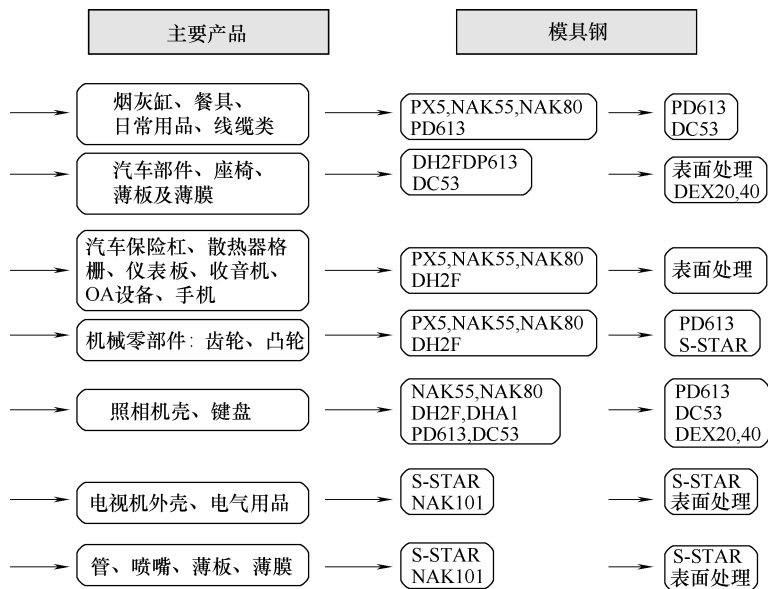 主要产品
模具钢
烟灰缸、餐具、
日常用品、线缆类
PX5,NAK55,NAK80
PD613
PD613
DC53
汽车部件、座椅、
薄板及薄膜
DH2FDP613
DC53
表面处理
DEX20,40
汽车保险杠、散热器格
栅、仪表板、收音机、
OA设备、手机
PX5,NAK55,NAK80
DH2F
表面处理
机械零部件: 齿轮、凸轮
PX5,NAK55,NAK80
DH2F
PD613
S-STAR
照相机壳、键盘
NAK55,NAK80
DH2F,DHA1
PD613,DC53
PD613
DC53
DEX20,40
电视机外壳、电气用品
S-STAR
NAK101
S-STAR
表面处理
管、喷嘴、薄板、薄膜
S-STAR
NAK101
S-STAR
表面处理